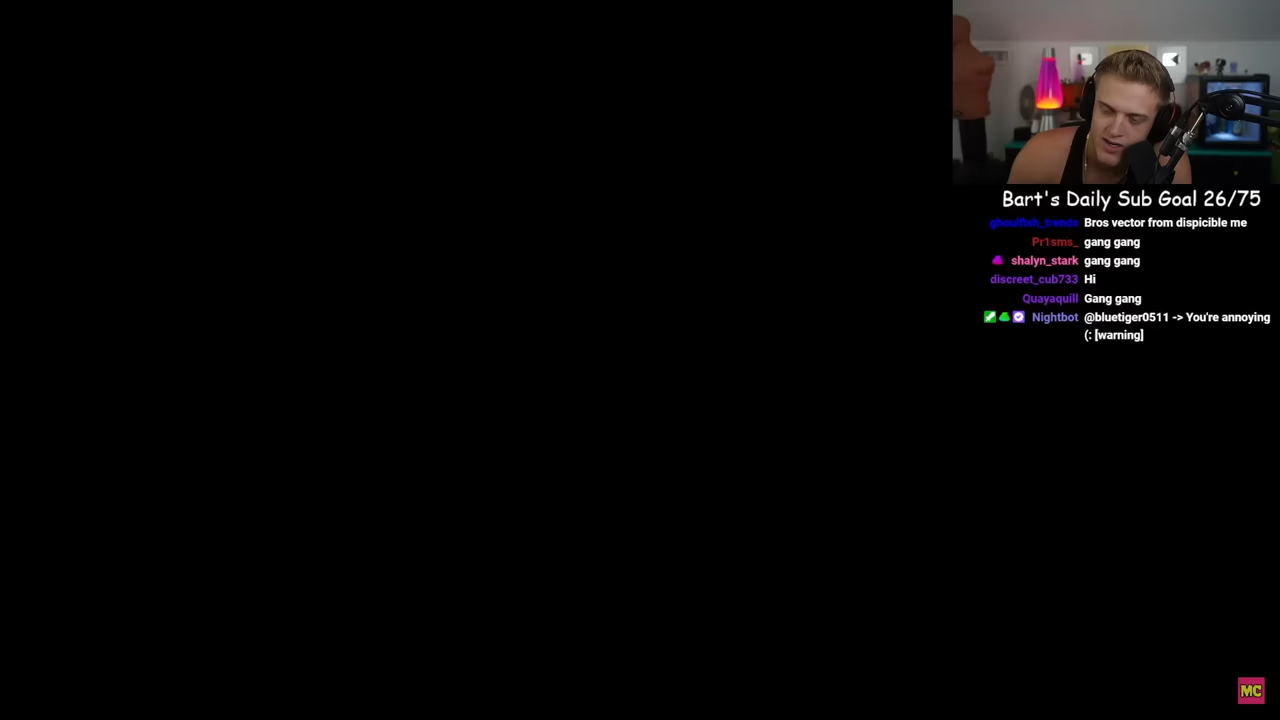 Bart's Daily Sub Goal 26/75
ghoulfish_trends Bros vector from dispicible me
Pr1sms_ gang gang
shalyn_stark gang gang
discreet_cub733 Hi
Quayaquill Gang gang
Nightbot @bluetiger0511 -> You're annoying
(: [warning]
MC